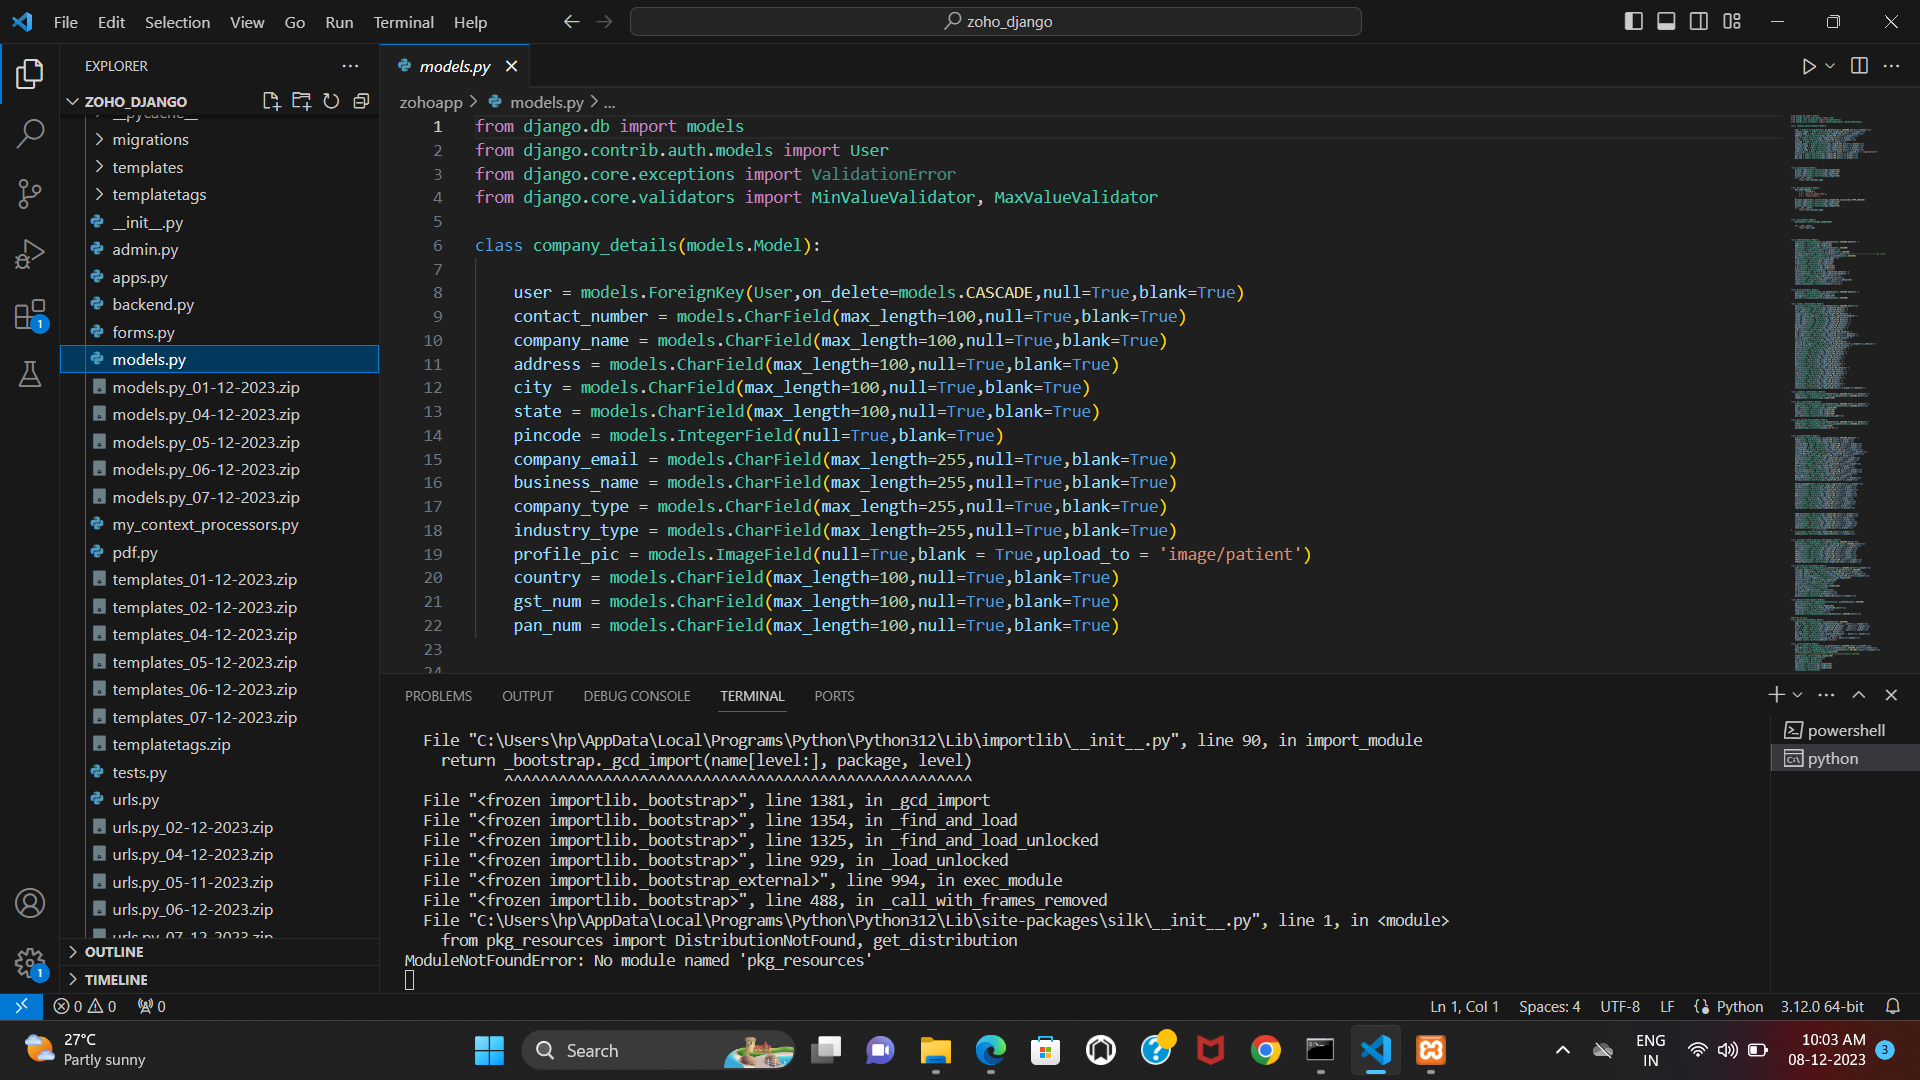 File Edit Selection View Go Run Terminal Help
zoho_django
EXPLORER
ZOHO_DJANGO
__pycache__
migrations
templates
templatetags
__init__.py
admin.py
apps.py
backend.py
forms.py
models.py
models.py_01-12-2023.zip
models.py_04-12-2023.zip
models.py_05-12-2023.zip
models.py_06-12-2023.zip
models.py_07-12-2023.zip
my_context_processors.py
pdf.py
templates_01-12-2023.zip
templates_02-12-2023.zip
templates_04-12-2023.zip
templates_05-12-2023.zip
templates_06-12-2023.zip
templates_07-12-2023.zip
templatetags.zip
tests.py
urls.py
urls.py_02-12-2023.zip
urls.py_04-12-2023.zip
urls.py_05-11-2023.zip
urls.py_06-12-2023.zip
urls.py_07-12-2023.zip
OUTLINE
TIMELINE
1
1
models.py
zohoapp > models.py > ...
1 from django.db import models
2 from django.contrib.auth.models import User
3 from django.core.exceptions import ValidationError
4 from django.core.validators import MinValueValidator, MaxValueValidator
5
6 class company_details(models.Model):
7
8 user = models.ForeignKey(User,on_delete=models.CASCADE,null=True,blank=True)
9 contact_number = models.CharField(max_length=100,null=True,blank=True)
10 company_name = models.CharField(max_length=100,null=True,blank=True)
11 address = models.CharField(max_length=100,null=True,blank=True)
12 city = models.CharField(max_length=100,null=True,blank=True)
13 state = models.CharField(max_length=100,null=True,blank=True)
14 pincode = models.IntegerField(null=True,blank=True)
15 company_email = models.CharField(max_length=255,null=True,blank=True)
16 business_name = models.CharField(max_length=255,null=True,blank=True)
17 company_type = models.CharField(max_length=255,null=True,blank=True)
18 industry_type = models.CharField(max_length=255,null=True,blank=True)
19 profile_pic = models.ImageField(null=True,blank = True,upload_to = 'image/patient')
20 country = models.CharField(max_length=100,null=True,blank=True)
21 gst_num = models.CharField(max_length=100,null=True,blank=True)
22 pan_num = models.CharField(max_length=100,null=True,blank=True)
23
24
PROBLEMS OUTPUT DEBUG CONSOLE TERMINAL PORTS
File "C:\Users\hp\AppData\Local\Programs\Python\Python312\Lib\importlib\__init__.py", line 90, in import_module
return _bootstrap._gcd_import(name[level:], package, level)
^^^^^^^^^^^^^^^^^^^^^^^^^^^^^^^^^^^^^^^^^^^^^^^^^^^^
File "<frozen importlib._bootstrap>", line 1381, in _gcd_import
File "<frozen importlib._bootstrap>", line 1354, in _find_and_load
File "<frozen importlib._bootstrap>", line 1325, in _find_and_load_unlocked
File "<frozen importlib._bootstrap>", line 929, in _load_unlocked
File "<frozen importlib._bootstrap_external>", line 994, in exec_module
File "<frozen importlib._bootstrap>", line 488, in _call_with_frames_removed
File "C:\Users\hp\AppData\Local\Programs\Python\Python312\Lib\site-packages\silk\__init__.py", line 1, in <module>
from pkg_resources import DistributionNotFound, get_distribution
ModuleNotFoundError: No module named 'pkg_resources'
powershell
python
0 0 0
Ln 1, Col 1 Spaces: 4 UTF-8 LF Python 3.12.0 64-bit
27°C
Partly sunny
Search
ENG
IN
10:03 AM
08-12-2023
3